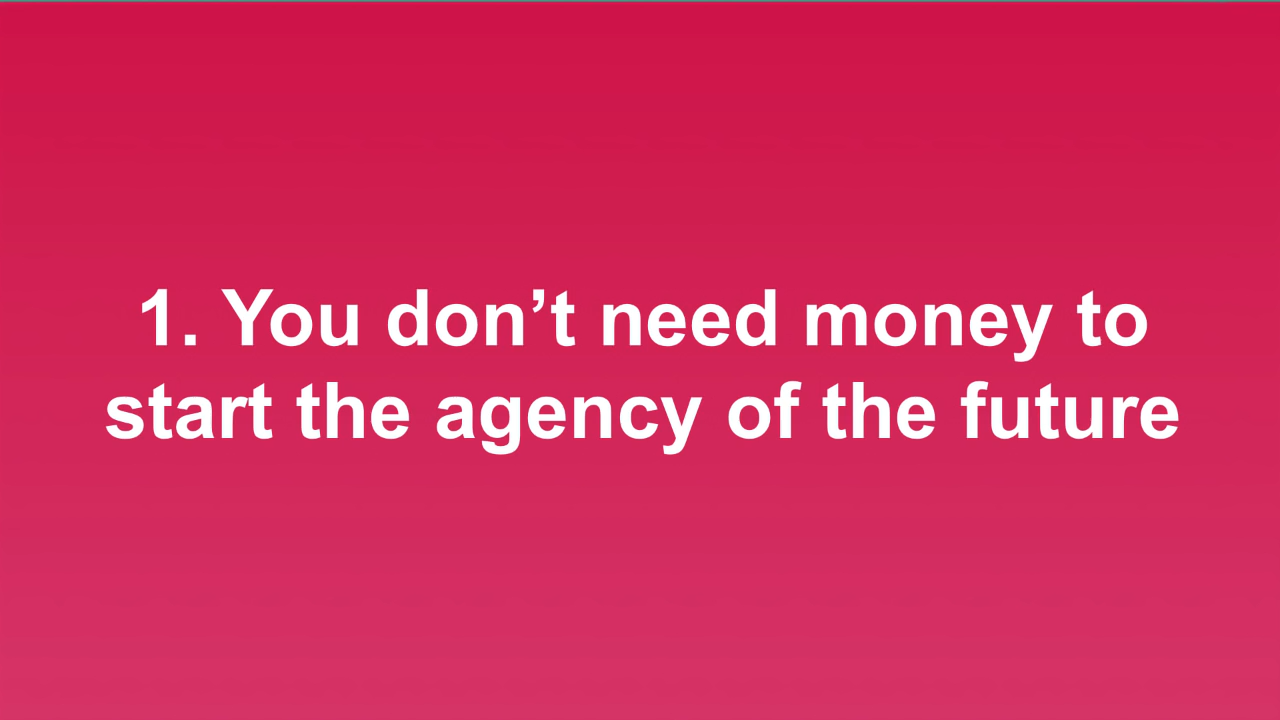 1. You don’t need money to
start the agency of the future